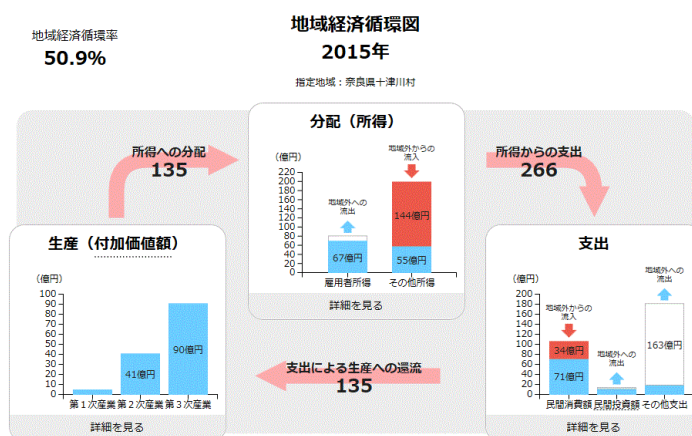 地域経済循環図
2015年
地域経済循環率
50.9%
指定地域：奈良県十津川村
分配（所得）
（億円）
220
200
180
160
140
120
100
80
60
40
20
0
地域外への
流出
67億円
雇用者所得
地域外からの
流入
144億円
55億円
その他所得
詳細を見る
所得への分配
135
所得からの支出
266
生産（付加価値額）
（億円）
100
90
80
70
60
50
40
30
20
10
0
41億円
90億円
第１次産業 第２次産業 第３次産業
詳細を見る
支出による生産への還流
135
支出
（億円）
200
180
160
140
120
100
80
60
40
20
0
地域外からの
流入
34億円
71億円
地域外への
流出
地域外への
流出
163億円
民間消費額 民間投資額 その他支出
詳細を見る